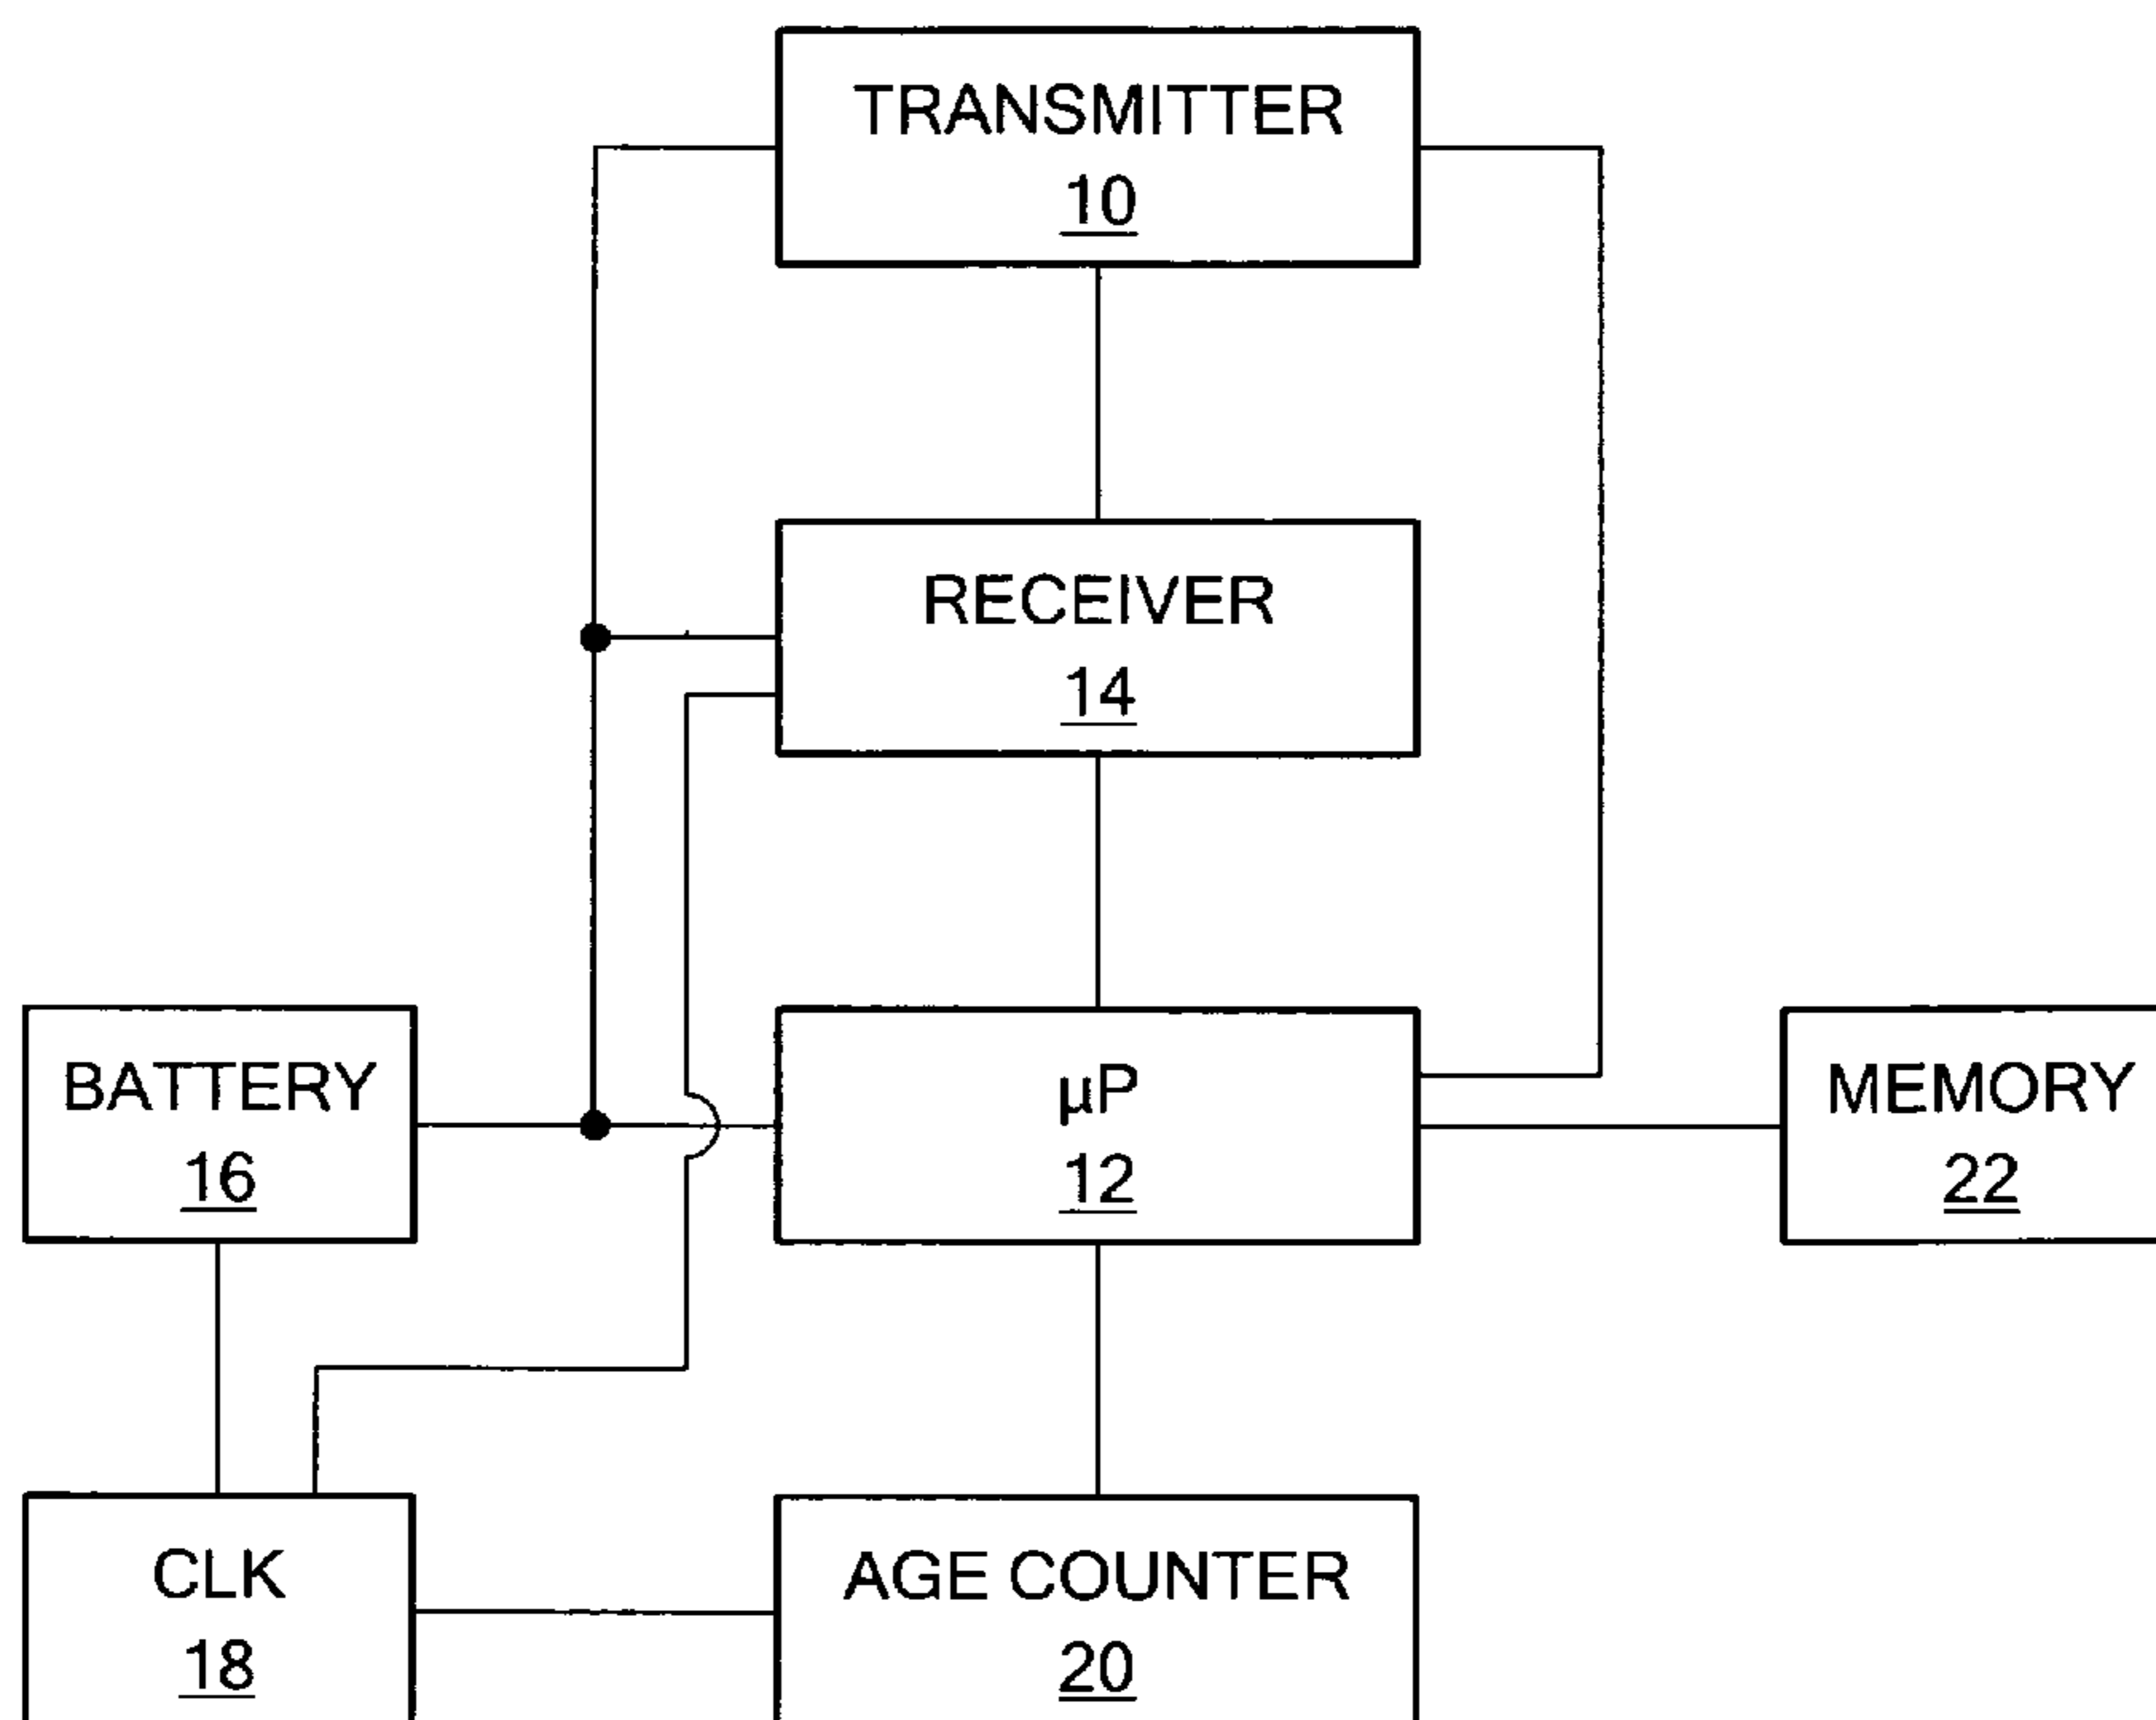 TRANSMITTER
10
RECEIVER
14
BATTERY
16
µP
12
MEMORY
22
CLK
18
AGE COUNTER
20